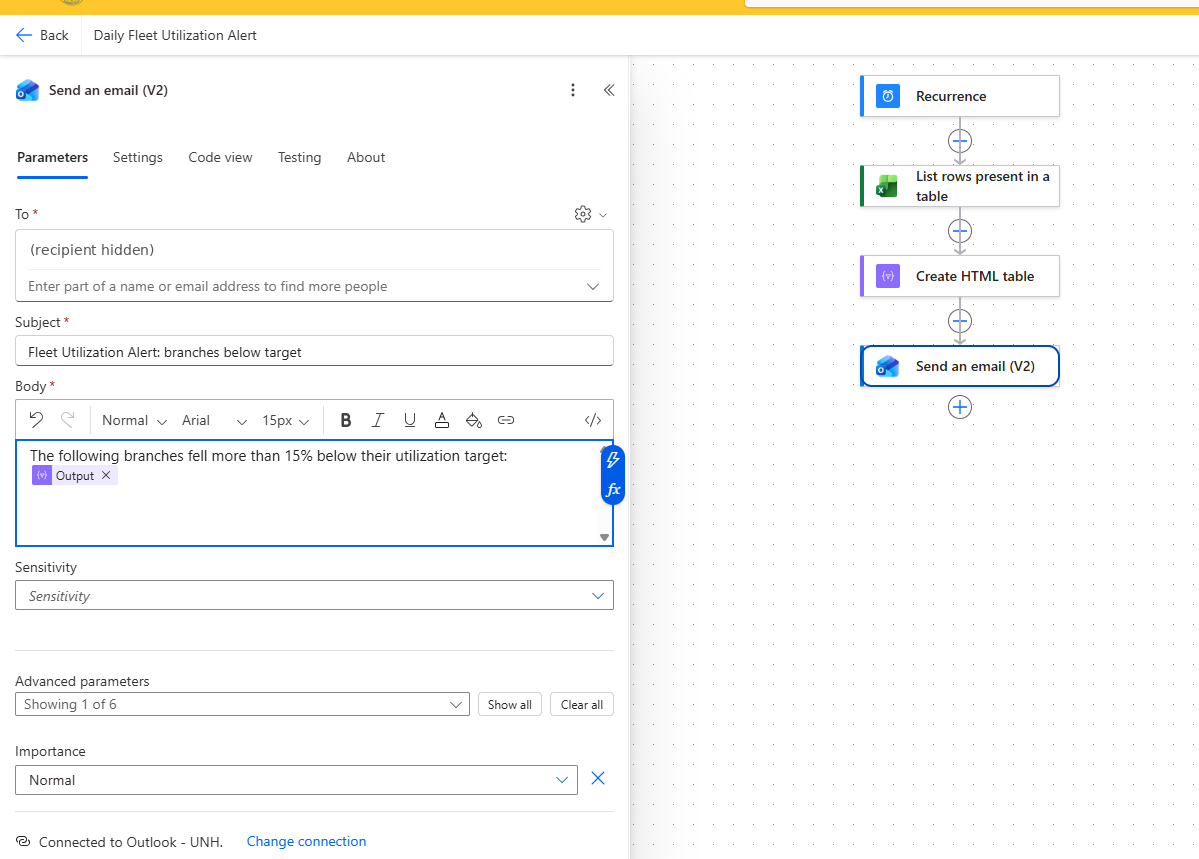 Back
Daily Fleet Utilization Alert
Send an email (V2)
Parameters
Settings
Code view
Testing
About
To *
(recipient hidden)
Enter part of a name or email address to find more people
Subject *
Fleet Utilization Alert: branches below target
Body *
Normal
Arial
15px
B
I
U
A
</>
The following branches fell more than 15% below their utilization target:
Output
fx
Sensitivity
Sensitivity
Advanced parameters
Showing 1 of 6
Show all
Clear all
Importance
Normal
Connected to Outlook - UNH.
Change connection
Recurrence
List rows present in a
table
Create HTML table
Send an email (V2)